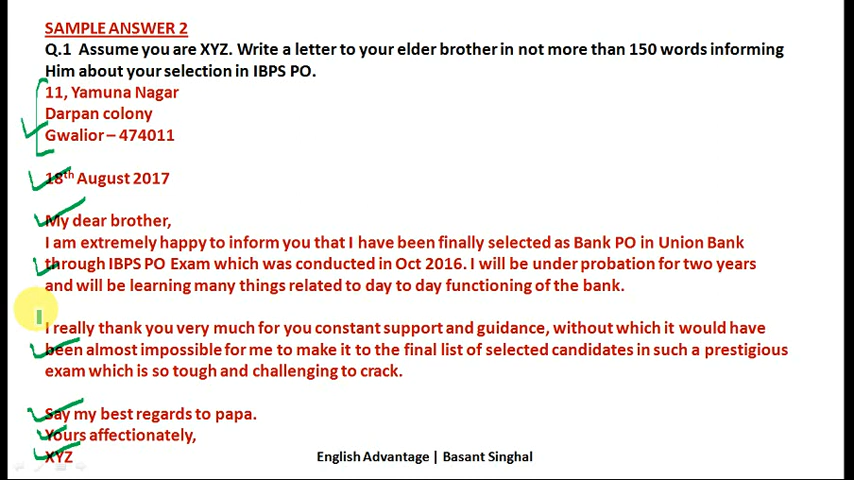 SAMPLE ANSWER 2
Q.1 Assume you are XYZ. Write a letter to your elder brother in not more than 150 words informing
Him about your selection in IBPS PO.
11, Yamuna Nagar
Darpan colony
Gwalior – 474011
18th August 2017
My dear brother,
I am extremely happy to inform you that I have been finally selected as Bank PO in Union Bank
through IBPS PO Exam which was conducted in Oct 2016. I will be under probation for two years
and will be learning many things related to day to day functioning of the bank.
I really thank you very much for you constant support and guidance, without which it would have
been almost impossible for me to make it to the final list of selected candidates in such a prestigious
exam which is so tough and challenging to crack.
Say my best regards to papa.
Yours affectionately,
XYZ
English Advantage | Basant Singhal